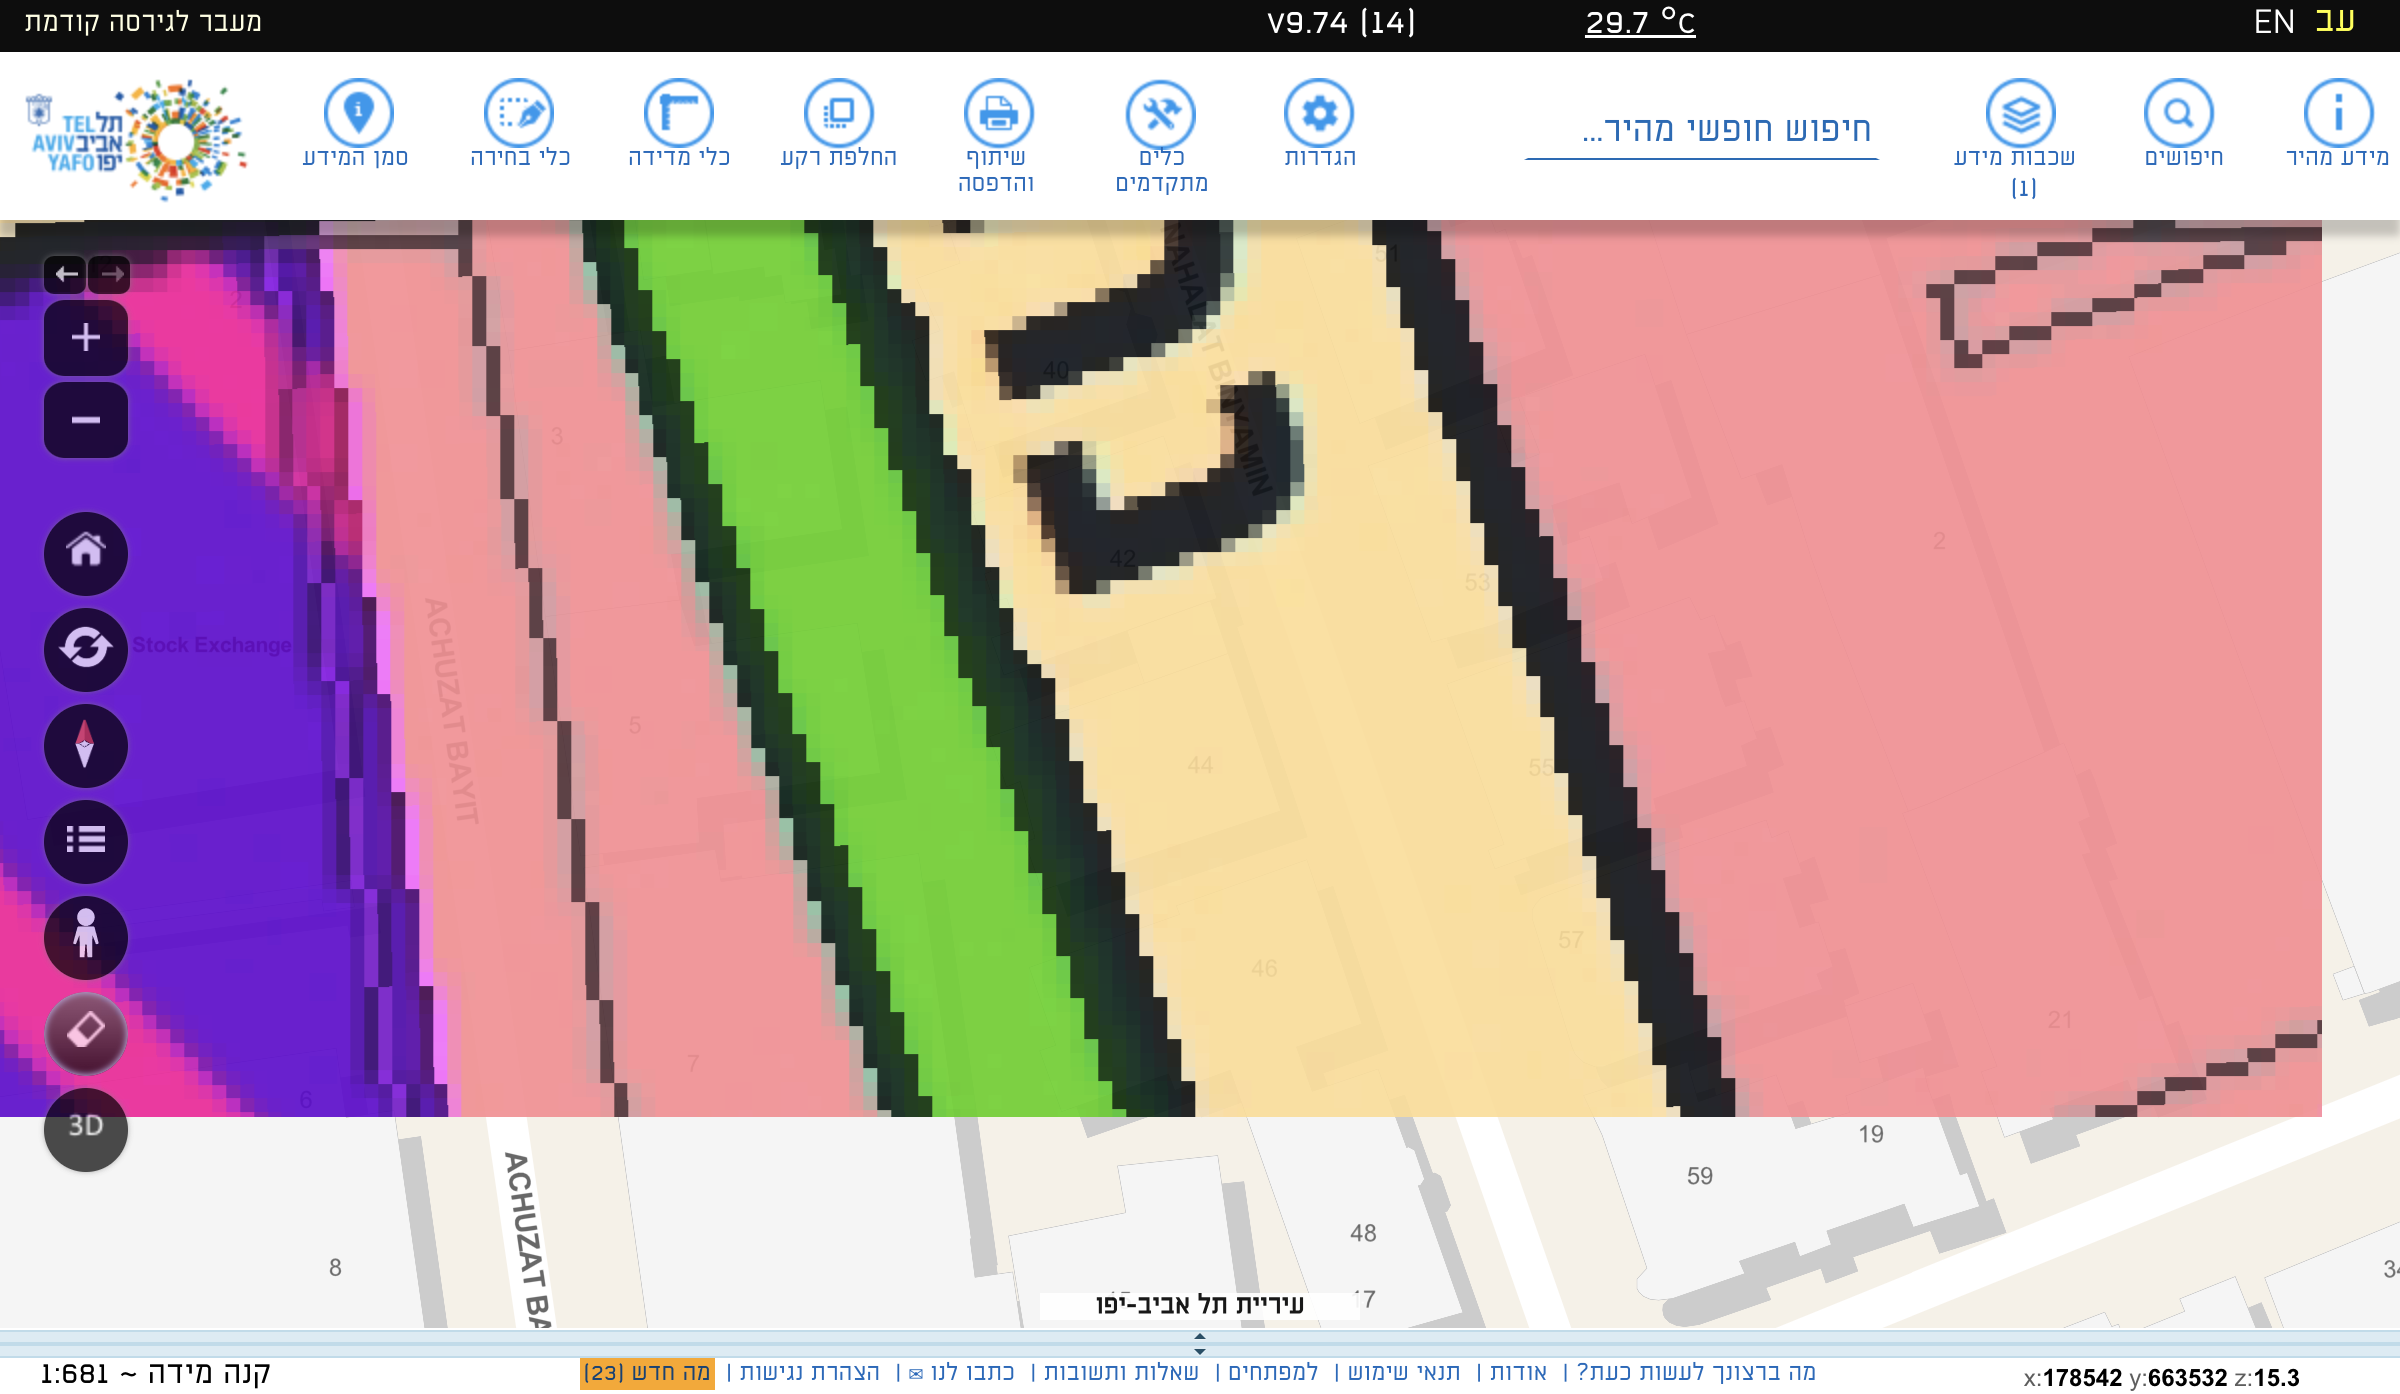 עב EN
29.7 °C
V9.74 (14)
מעבר לגירסה קודמת
מידע מהיר
חיפושים
שכבות מידע
(1)
חיפוש חופשי מהיר...
הגדרות
כלים
מתקדמים
שיתוף
והדפסה
החלפת רקע
כלי מדידה
כלי בחירה
סמן המידע
TEL תל
AVIV אביב
YAFO יפו
2
51
NAHALAT BINYAMIN
40
3
42
2
53
ACHUZAT BAYIT
Stock Exchange
5
44
55
57
46
21
7
6
3D
19
59
ACHUZAT BA
48
8
34
17
עיריית תל אביב-יפו
קנה מידה ~ 1:681
מה ברצונך לעשות כעת? | אודות | תנאי שימוש | למפתחים | שאלות ותשובות | כתבו לנו ✉ | הצהרת נגישות | מה חדש (23)
x:178542 y:663532 z:15.3